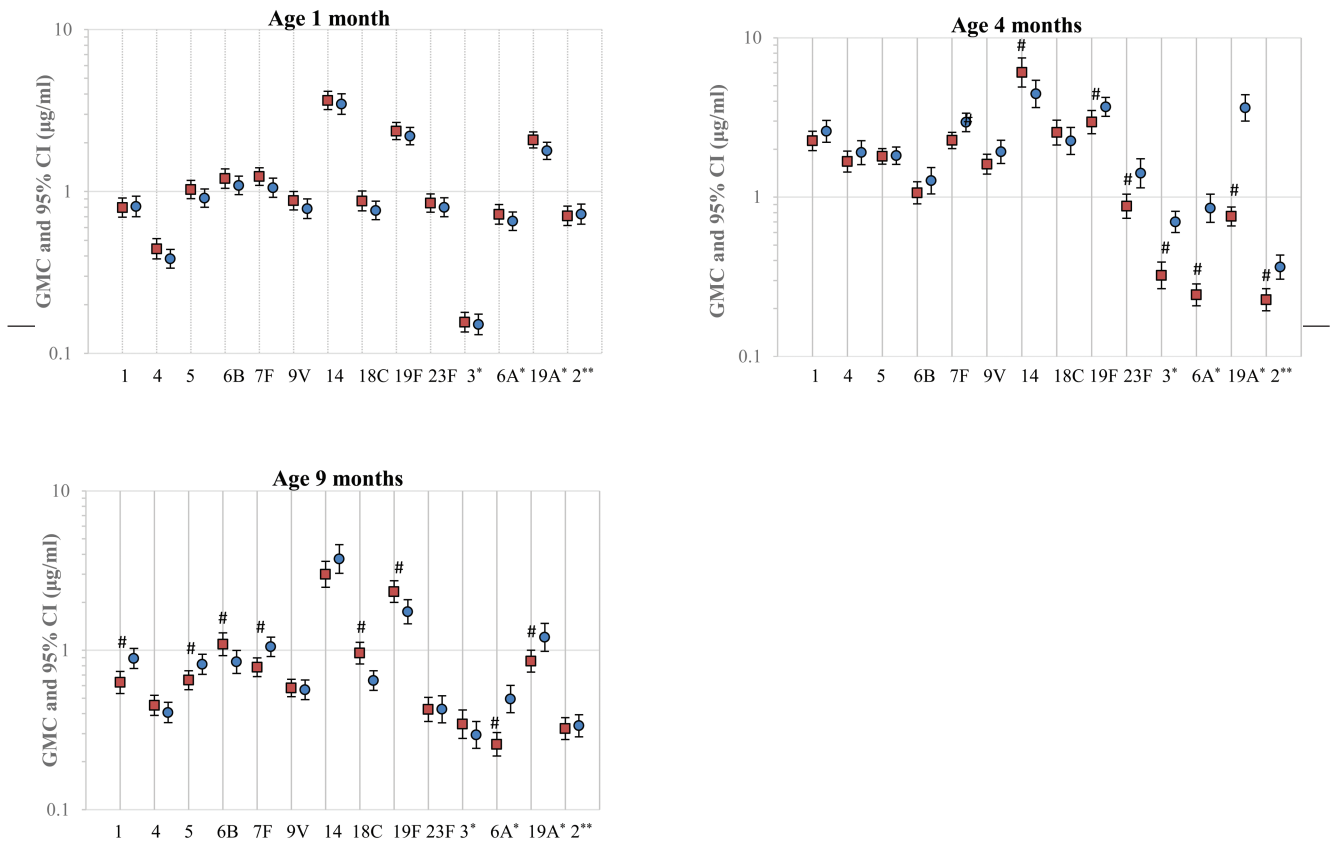 Age 1 month
GMC and 95% CI (µg/ml)
10
1
0.1
1 4 5 6B 7F 9V 14 18C 19F 23F 3* 6A* 19A* 2**
Age 4 months
GMC and 95% CI (µg/ml)
10
1
0.1
# # # # # # # #
1 4 5 6B 7F 9V 14 18C 19F 23F 3* 6A* 19A* 2**
Age 9 months
GMC and 95% CI (µg/ml)
10
1
0.1
# # # # # # # #
1 4 5 6B 7F 9V 14 18C 19F 23F 3* 6A* 19A* 2**